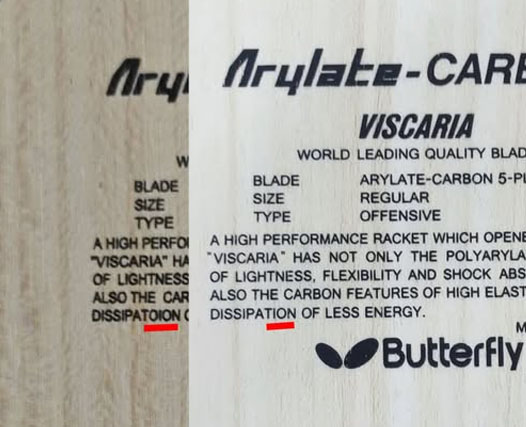 Ary
W
BLADE
SIZE
TYPE
A HIGH PERFO
"VISCARIA" HA
OF LIGHTNESS
ALSO THE CAR
DISSIPATOION
Arylate-CARB
VISCARIA
WORLD LEADING QUALITY BLAD
BLADE ARYLATE-CARBON 5-PL
SIZE REGULAR
TYPE OFFENSIVE
A HIGH PERFORMANCE RACKET WHICH OPENE
"VISCARIA" HAS NOT ONLY THE POLYARYLA
OF LIGHTNESS, FLEXIBILITY AND SHOCK ABS
ALSO THE CARBON FEATURES OF HIGH ELAST
DISSIPATION OF LESS ENERGY.
M
Butterfly